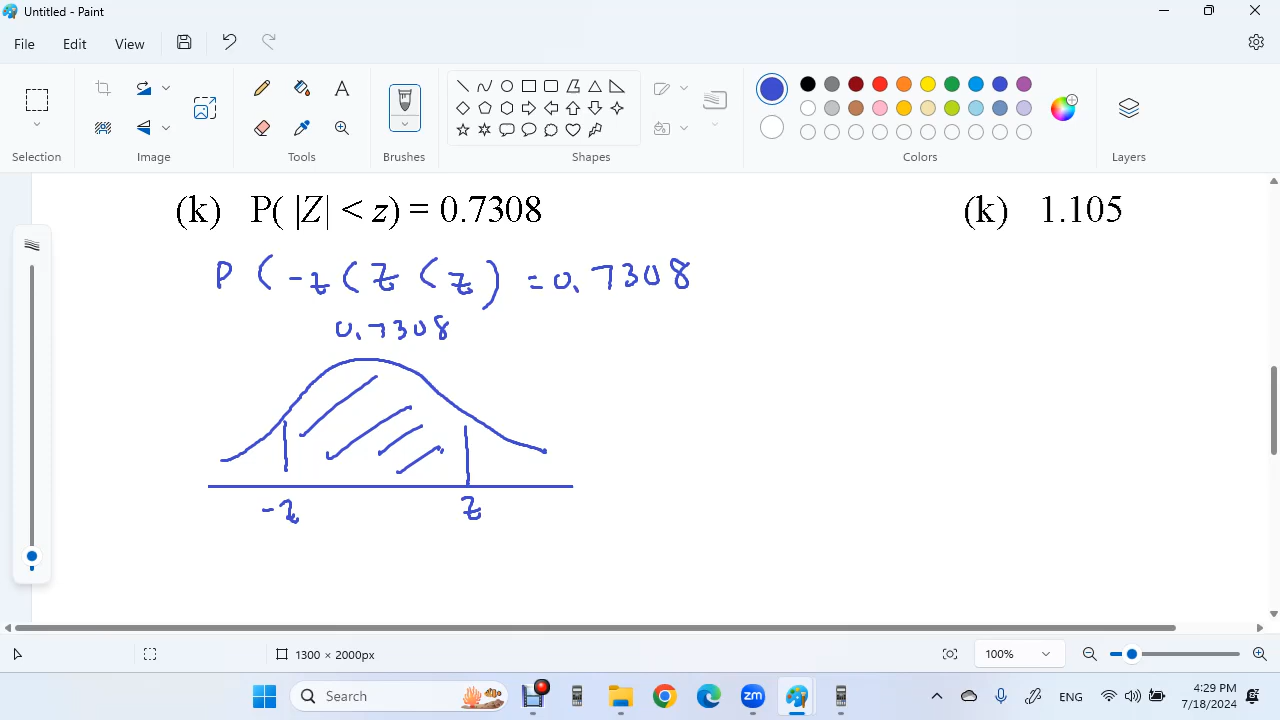 Untitled - Paint
File Edit View
Selection Image Tools Brushes Shapes Colors Layers
(k) P( |Z| < z) = 0.7308 (k) 1.105
P ( -z ( Z ( z ) = 0.7308
0.7308
-z z
1300 × 2000px 100%
Search ENG 4:29 PM
7/18/2024